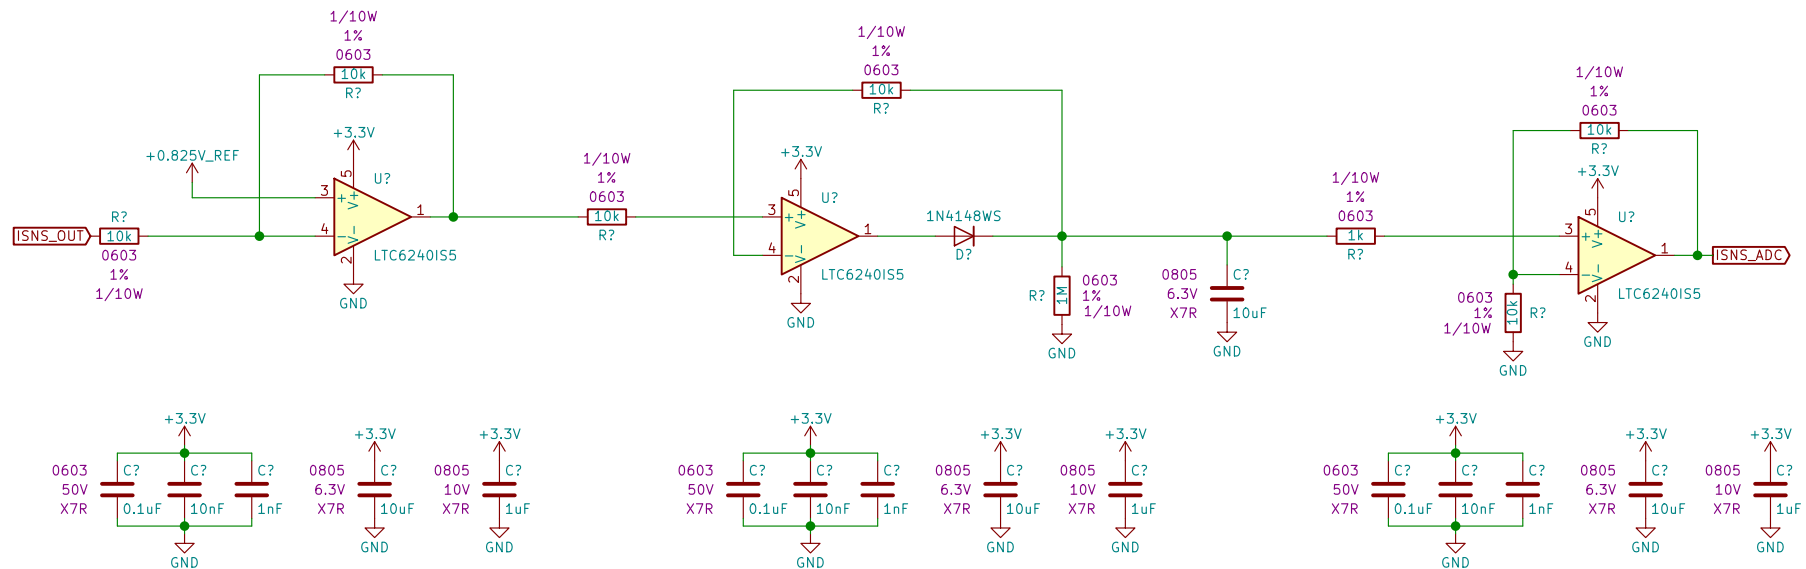 1/10W
1%
0603
10k
R?
+3.3V
+0.825V_REF
ISNS_OUT
R?
10k
0603
1%
1/10W
U?
3
4
5
2
1
+
−
V+
V−
LTC6240IS5
GND
1/10W
1%
0603
10k
R?
1/10W
1%
0603
10k
R?
+3.3V
U?
3
4
5
2
1
+
−
V+
V−
LTC6240IS5
GND
1N4148WS
D?
R?
1M
0603
1%
1/10W
GND
0805
6.3V
X7R
C?
10uF
GND
1/10W
1%
0603
1k
R?
1/10W
1%
0603
10k
R?
+3.3V
U?
3
4
5
2
1
+
−
V+
V−
LTC6240IS5
GND
ISNS_ADC
0603
1%
1/10W
10k
R?
GND
+3.3V
0603
50V
X7R
C?
0.1uF
C?
10nF
C?
1nF
GND
+3.3V
0805
6.3V
X7R
C?
10uF
GND
+3.3V
0805
10V
X7R
C?
1uF
GND
+3.3V
0603
50V
X7R
C?
0.1uF
C?
10nF
C?
1nF
GND
+3.3V
0805
6.3V
X7R
C?
10uF
GND
+3.3V
0805
10V
X7R
C?
1uF
GND
+3.3V
0603
50V
X7R
C?
0.1uF
C?
10nF
C?
1nF
GND
+3.3V
0805
6.3V
X7R
C?
10uF
GND
+3.3V
0805
10V
X7R
C?
1uF
GND